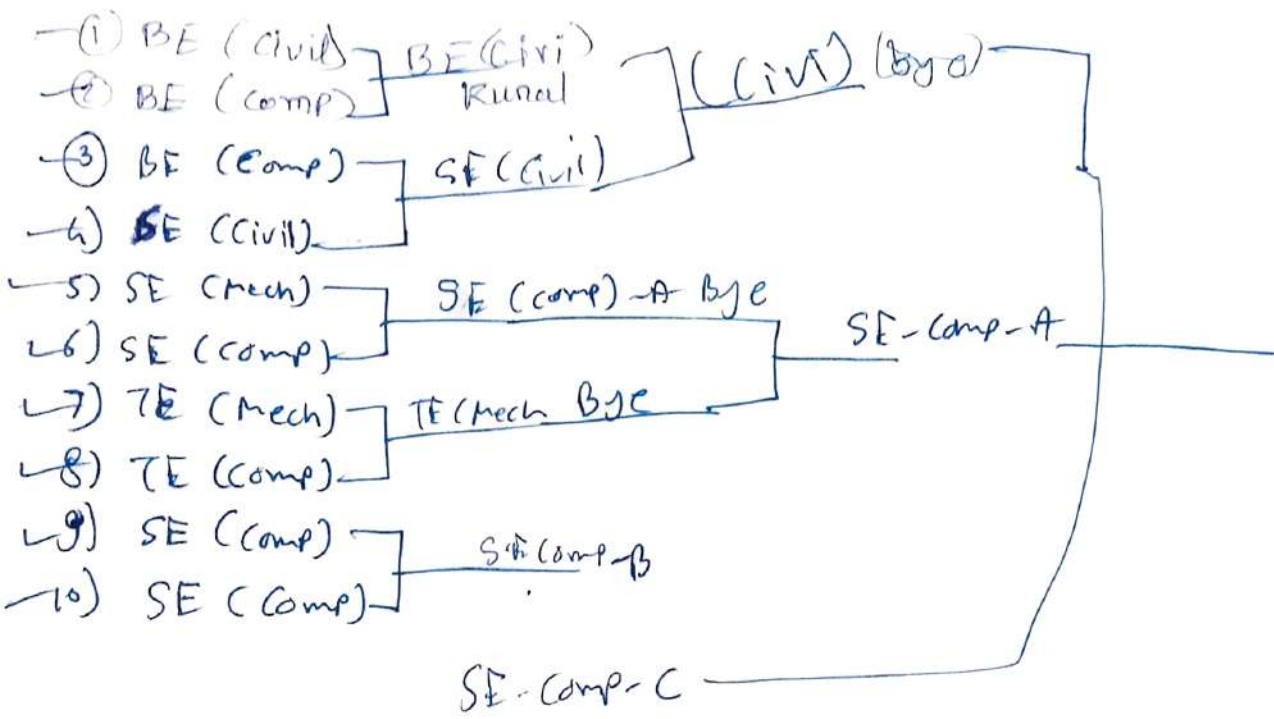 ① BE (Civil)
② BE (Comp)
③ BE (Comp)
4) SE (Civil)
5) SE (Mech)
6) SE (Comp)
7) TE (Mech)
8) TE (Comp)
9) SE (Comp)
10) SE (Comp)
BE (Civi)
Kunal
SE (Civil)
SE (comp) - A Bye
TE (Mech Bye
SE Comp-B
SE-Comp-C
(Civi) (bye)
SE-Comp-A